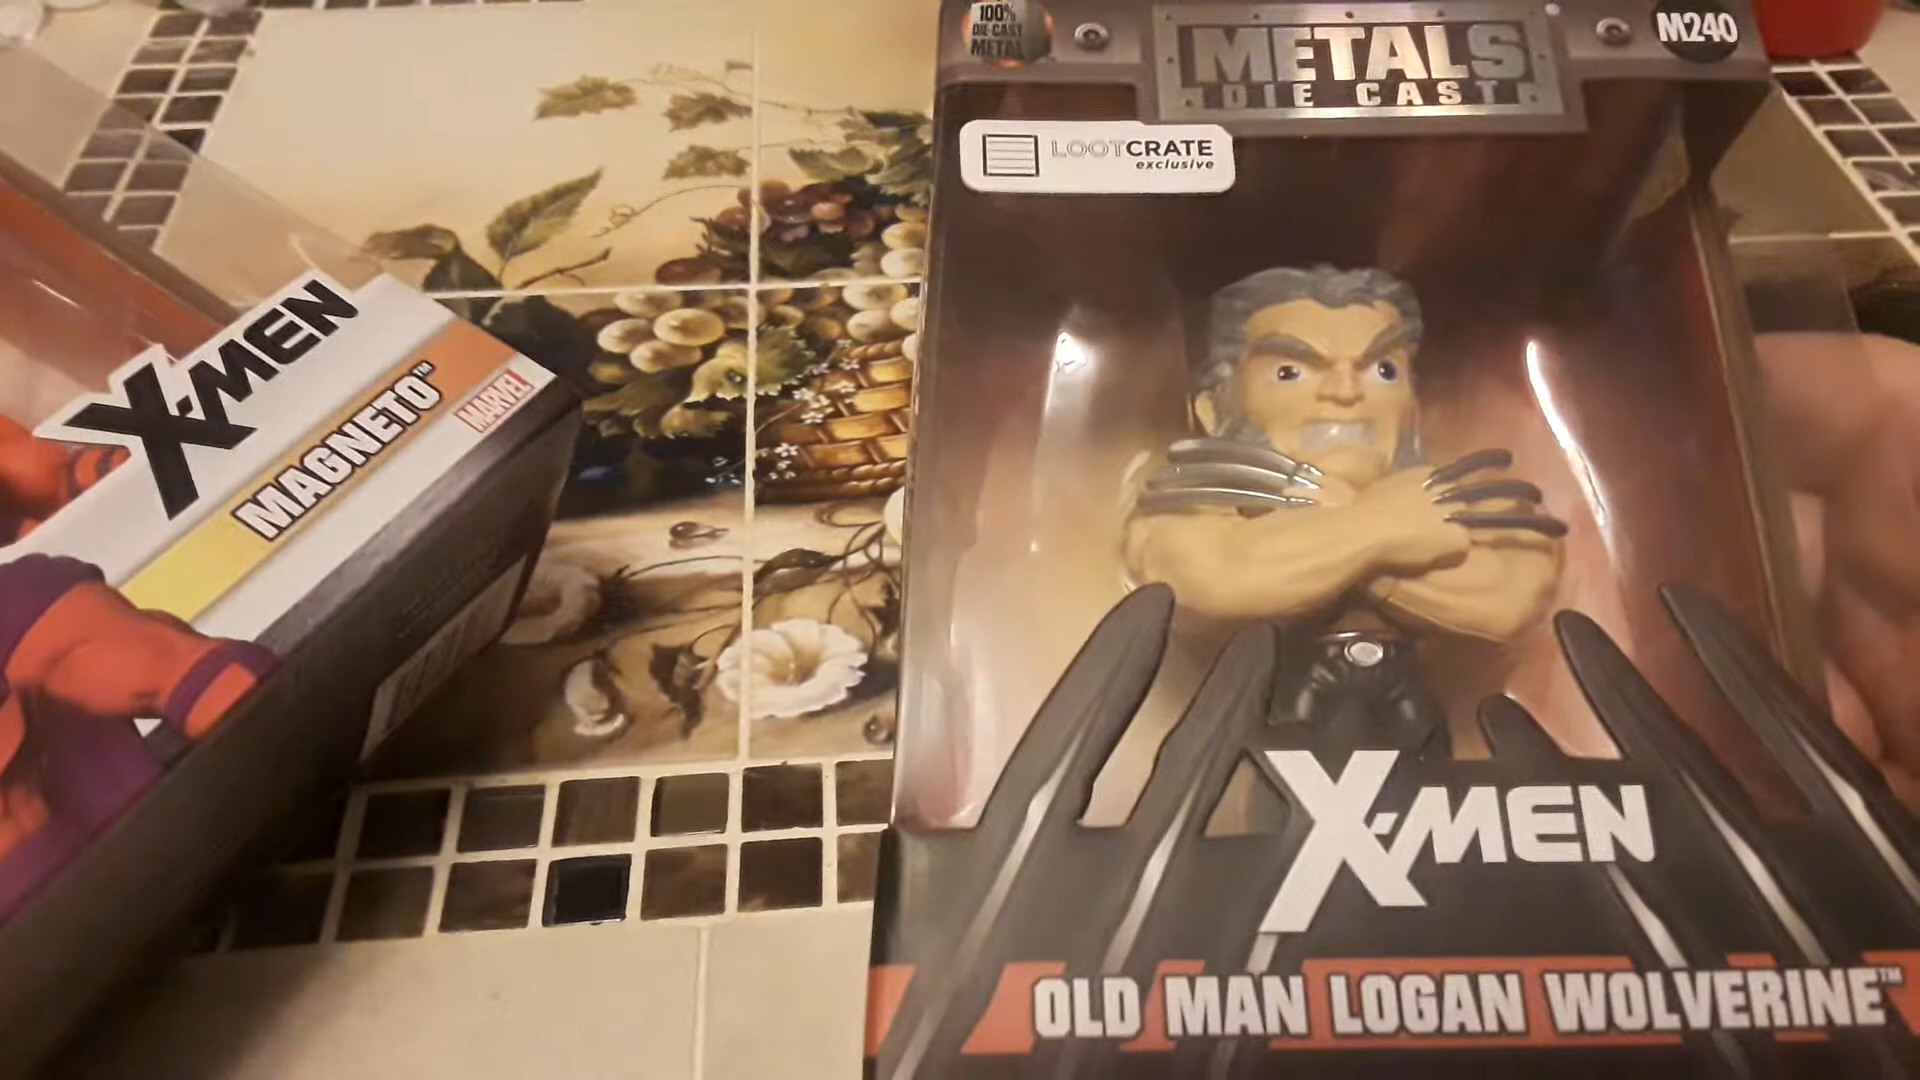 X-MEN
MAGNETO™
MARVEL
100%
DIE-CAST
METAL
METALS
DIE CAST
M240
LOOTCRATE
exclusive
X-MEN
OLD MAN LOGAN WOLVERINE™